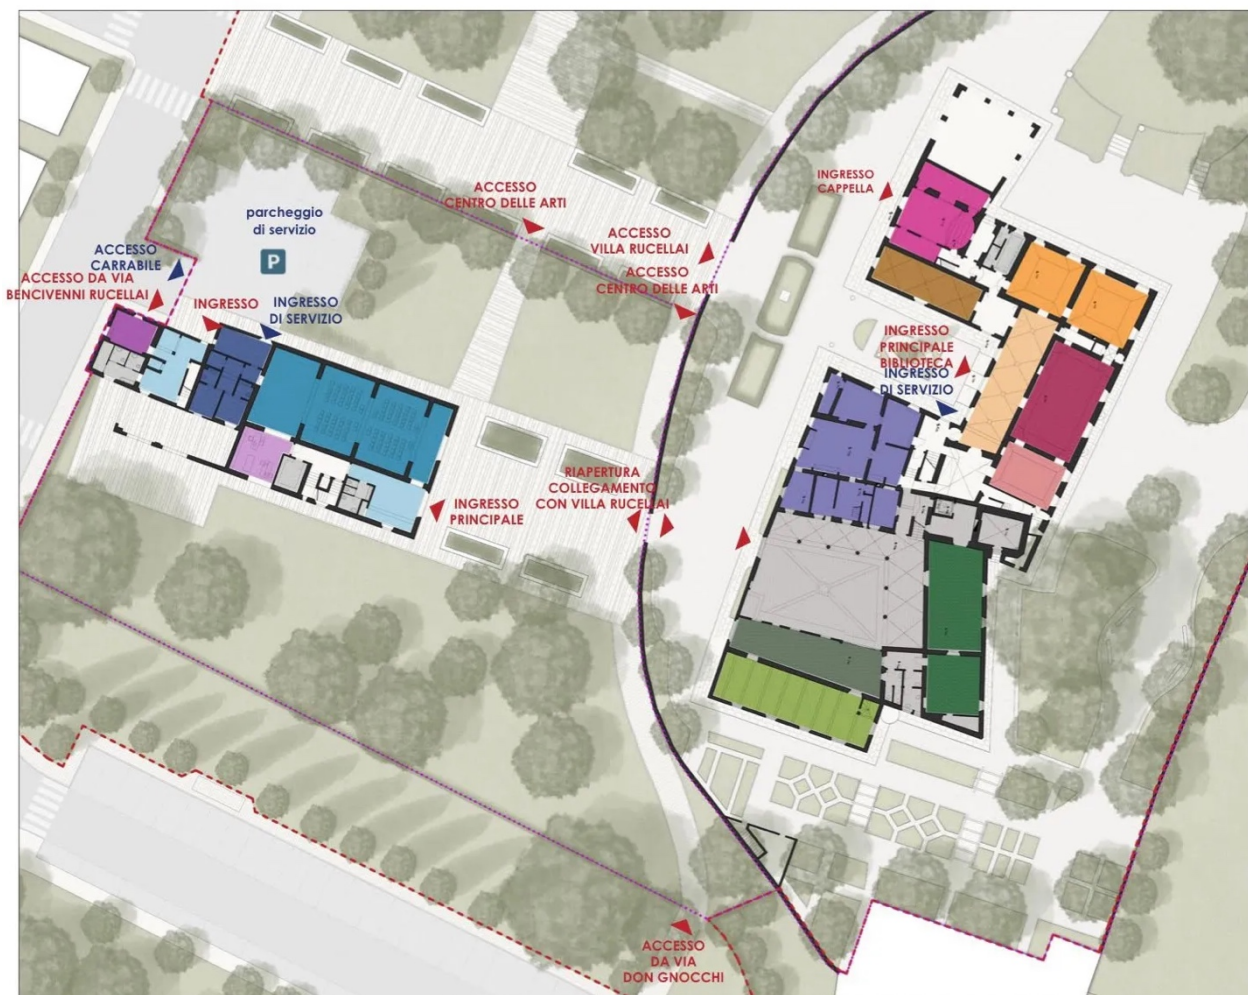 INGRESSO
CAPPELLA
ACCESSO
CENTRO DELLE ARTI
parcheggio
di servizio
P
ACCESSO
VILLA RUCELLAI
ACCESSO
CENTRO DELLE ARTI
ACCESSO
CARRABILE
ACCESSO DA VIA
BENCIVENNI RUCELLAI
INGRESSO
INGRESSO
DI SERVIZIO
INGRESSO
PRINCIPALE
BIBLIOTECA
INGRESSO
DI SERVIZIO
RIAPERTURA
COLLEGAMENTO
CON VILLA RUCELLAI
INGRESSO
PRINCIPALE
ACCESSO
DA VIA
DON GNOCCHI